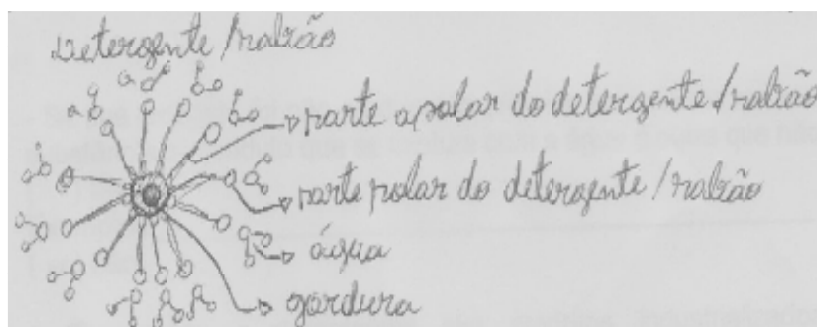 Detergente / sabão
parte apolar do detergente / sabão
parte polar do detergente / sabão
água
gordura